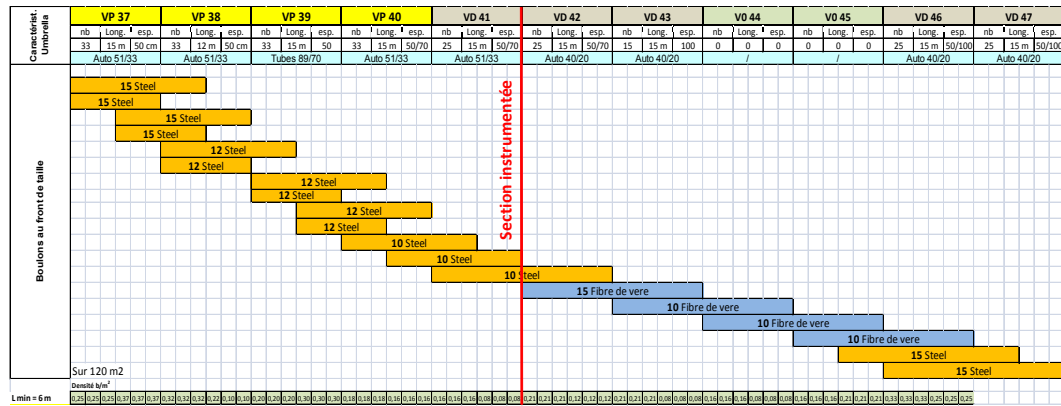 Caractérist. Umbrella
VP 37 VP 38 VP 39 VP 40 VD 41 VD 42 VD 43 V0 44 V0 45 VD 46 VD 47
nb Long. esp. nb Long. esp. nb Long. esp. nb Long. esp. nb Long. esp. nb Long. esp. nb Long. esp. nb Long. esp. nb Long. esp. nb Long. esp. nb Long. esp.
33 15 m 50 cm 33 12 m 50 cm 33 15 m 50 33 15 m 50/70 25 15 m 50/70 25 15 m 50/70 15 15 m 100 0 0 0 0 0 0 25 15 m 50/100 0 15 m 50/100
Auto 51/33 Auto 51/33 Tubes 89/70 Auto 51/33 Auto 51/33 Auto 40/20 Auto 40/20 / / Auto 40/20 Auto 40/20
Boulons au front de taille
15 Steel
15 Steel
15 Steel
15 Steel
12 Steel
12 Steel
12 Steel
12 Steel
12 Steel
12 Steel
10 Steel
10 Steel
10 Steel
Section instrumentée
15 Fibre de vere
10 Fibre de vere
10 Fibre de vere
10 Fibre de vere
15 Steel
15 Steel
Sur 120 m2
Densité b/m²
L min = 6 m